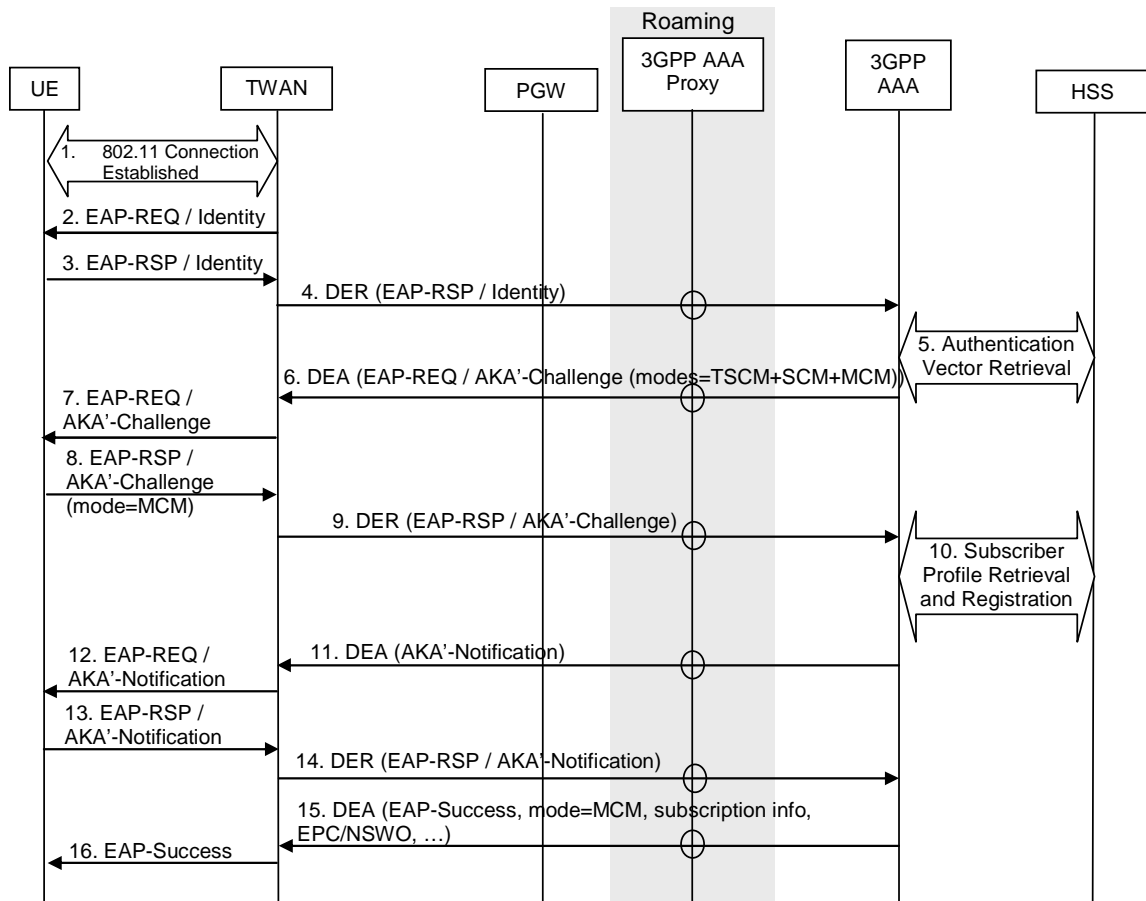 Roaming
UE
TWAN
PGW
3GPP AAA
Proxy
3GPP
AAA
HSS
1. 802.11 Connection
Established
2. EAP-REQ / Identity
3. EAP-RSP / Identity
4. DER (EAP-RSP / Identity)
5. Authentication
Vector Retrieval
6. DEA (EAP-REQ / AKA'-Challenge (modes=TSCM+SCM+MCM))
7. EAP-REQ /
AKA'-Challenge
8. EAP-RSP /
AKA'-Challenge
(mode=MCM)
9. DER (EAP-RSP / AKA'-Challenge)
10. Subscriber
Profile Retrieval
and Registration
11. DEA (AKA'-Notification)
12. EAP-REQ /
AKA'-Notification
13. EAP-RSP /
AKA'-Notification
14. DER (EAP-RSP / AKA'-Notification)
15. DEA (EAP-Success, mode=MCM, subscription info,
EPC/NSWO, …)
16. EAP-Success